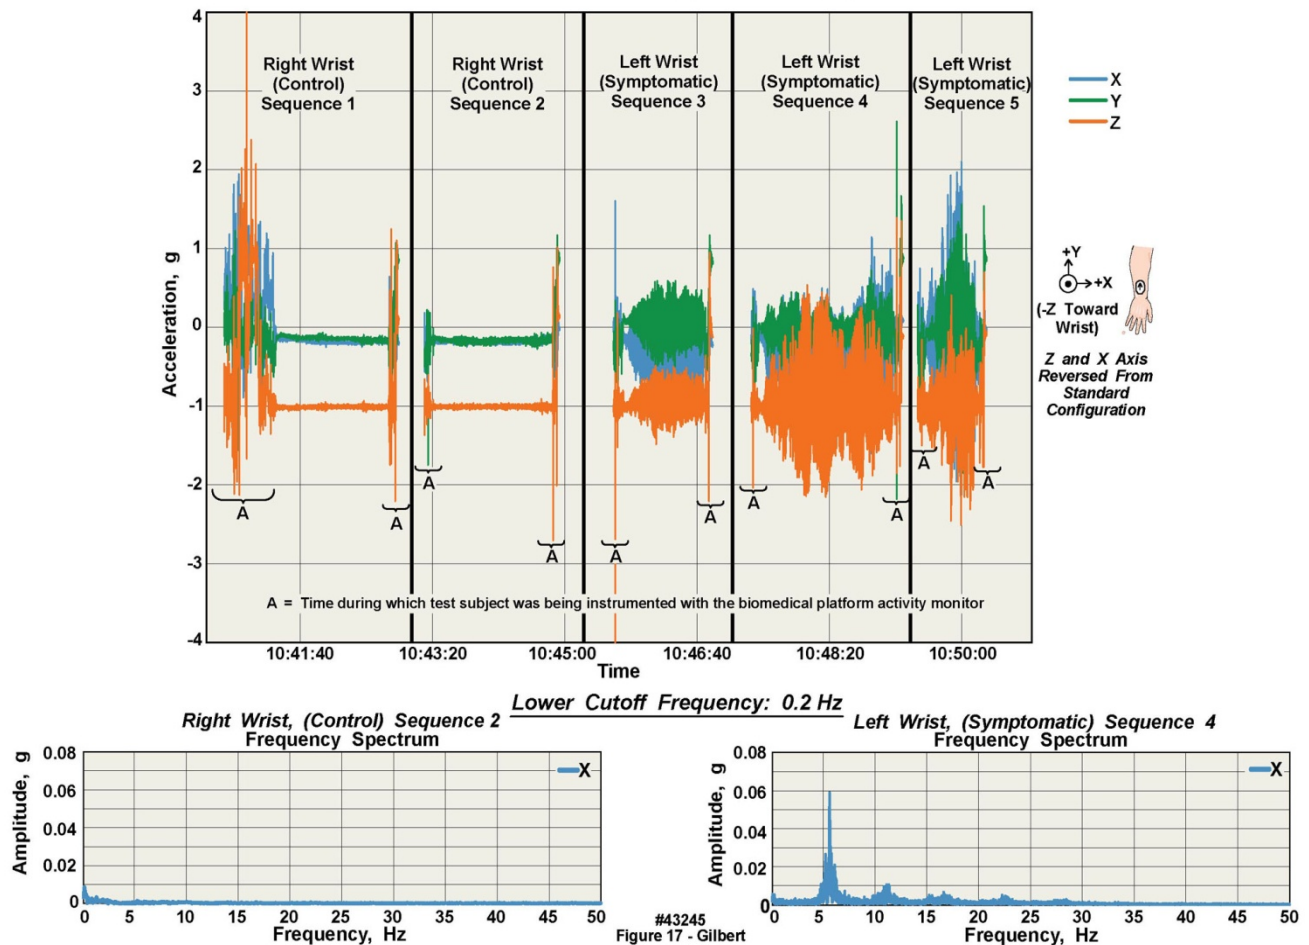 4
3
2
1
0
-1
-2
-3
-4
Acceleration, g
Right Wrist
(Control)
Sequence 1
Right Wrist
(Control)
Sequence 2
Left Wrist
(Symptomatic)
Sequence 3
Left Wrist
(Symptomatic)
Sequence 4
Left Wrist
(Symptomatic)
Sequence 5
A
A
A
A
A
A
A
A
A
A
A = Time during which test subject was being instrumented with the biomedical platform activity monitor
10:41:40
10:43:20
10:45:00
10:46:40
10:48:20
10:50:00
Time
X
Y
Z
+Y
+X
(-Z Toward
Wrist)
Z and X Axis
Reversed From
Standard
Configuration
Lower Cutoff Frequency: 0.2 Hz
Right Wrist, (Control) Sequence 2
Frequency Spectrum
X
0.08
0.06
0.04
0.02
0
Amplitude, g
0 5 10 15 20 25 30 35 40 45 50
Frequency, Hz
Left Wrist, (Symptomatic) Sequence 4
Frequency Spectrum
X
0.08
0.06
0.04
0.02
0
Amplitude, g
0 5 10 15 20 25 30 35 40 45 50
Frequency, Hz
#43245
Figure 17 - Gilbert